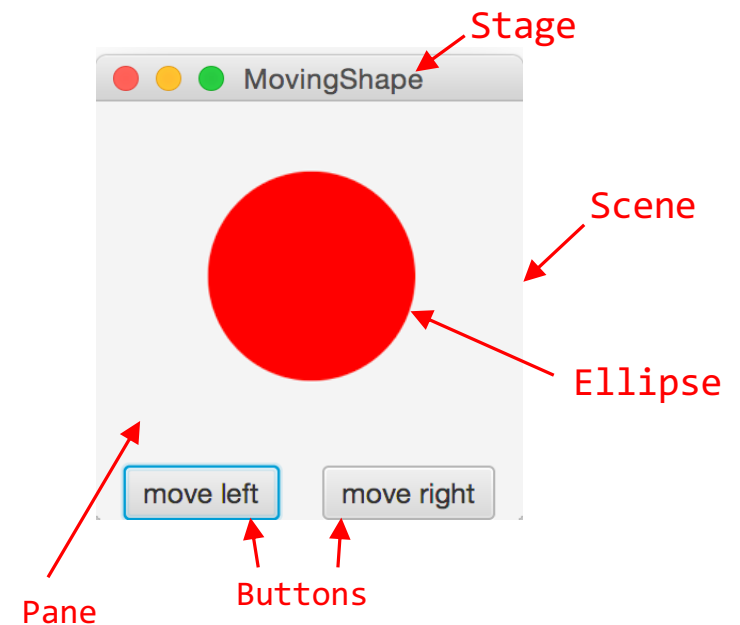 Stage
MovingShape
Scene
Ellipse
move left
move right
Buttons
Pane